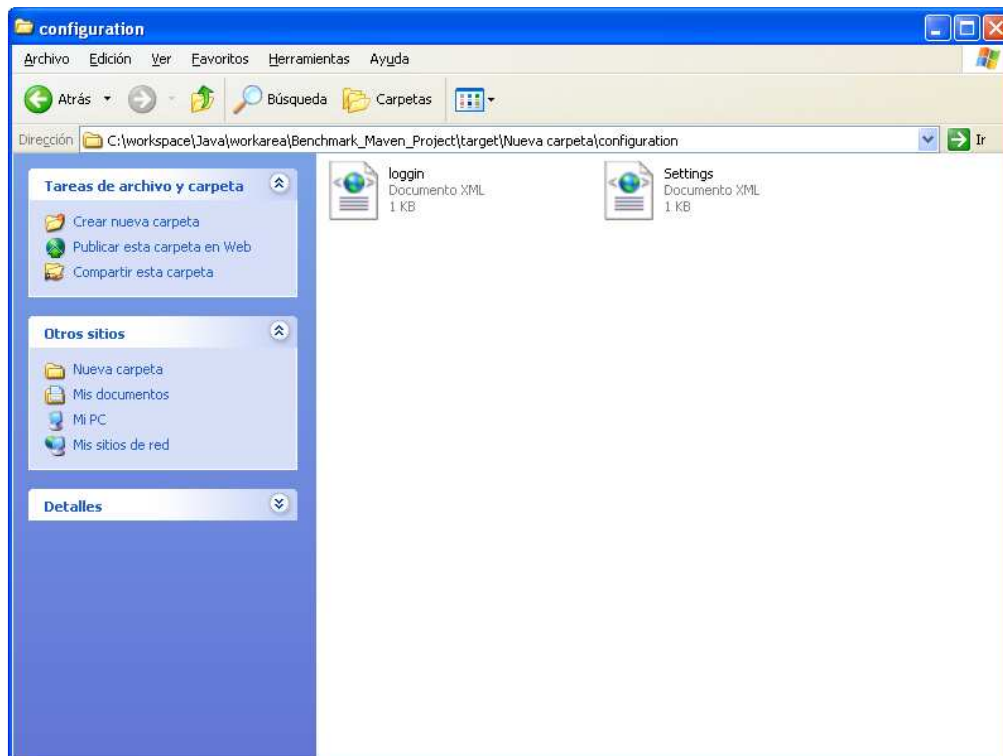 configuration
Archivo Edición Ver Favoritos Herramientas Ayuda
Atrás Búsqueda Carpetas
Dirección C:\workspace\Java\workarea\Benchmark_Maven_Project\target\Nueva carpeta\configuration Ir
Tareas de archivo y carpeta
Crear nueva carpeta
Publicar esta carpeta en Web
Compartir esta carpeta
Otros sitios
Nueva carpeta
Mis documentos
Mi PC
Mis sitios de red
Detalles
loggin
Documento XML
1 KB
Settings
Documento XML
1 KB